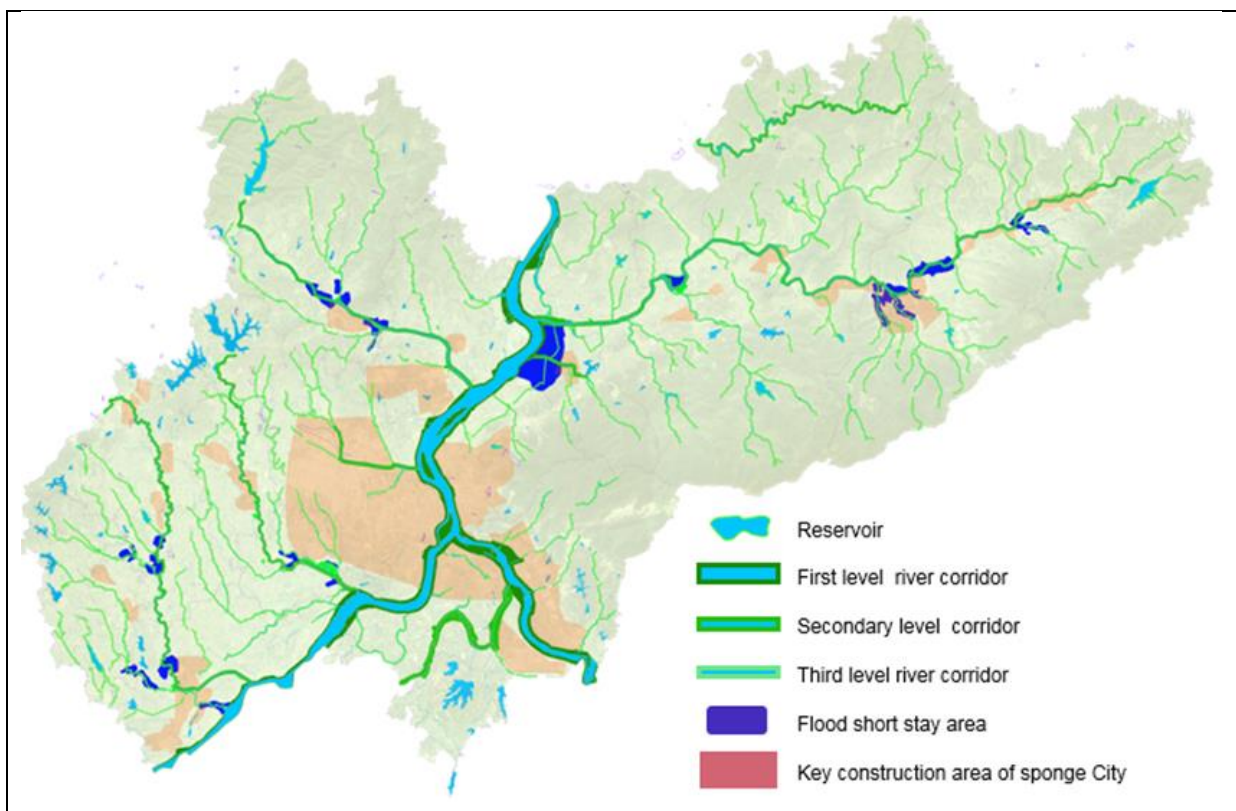 Reservoir
First level river corridor
Secondary level corridor
Third level river corridor
Flood short stay area
Key construction area of sponge City